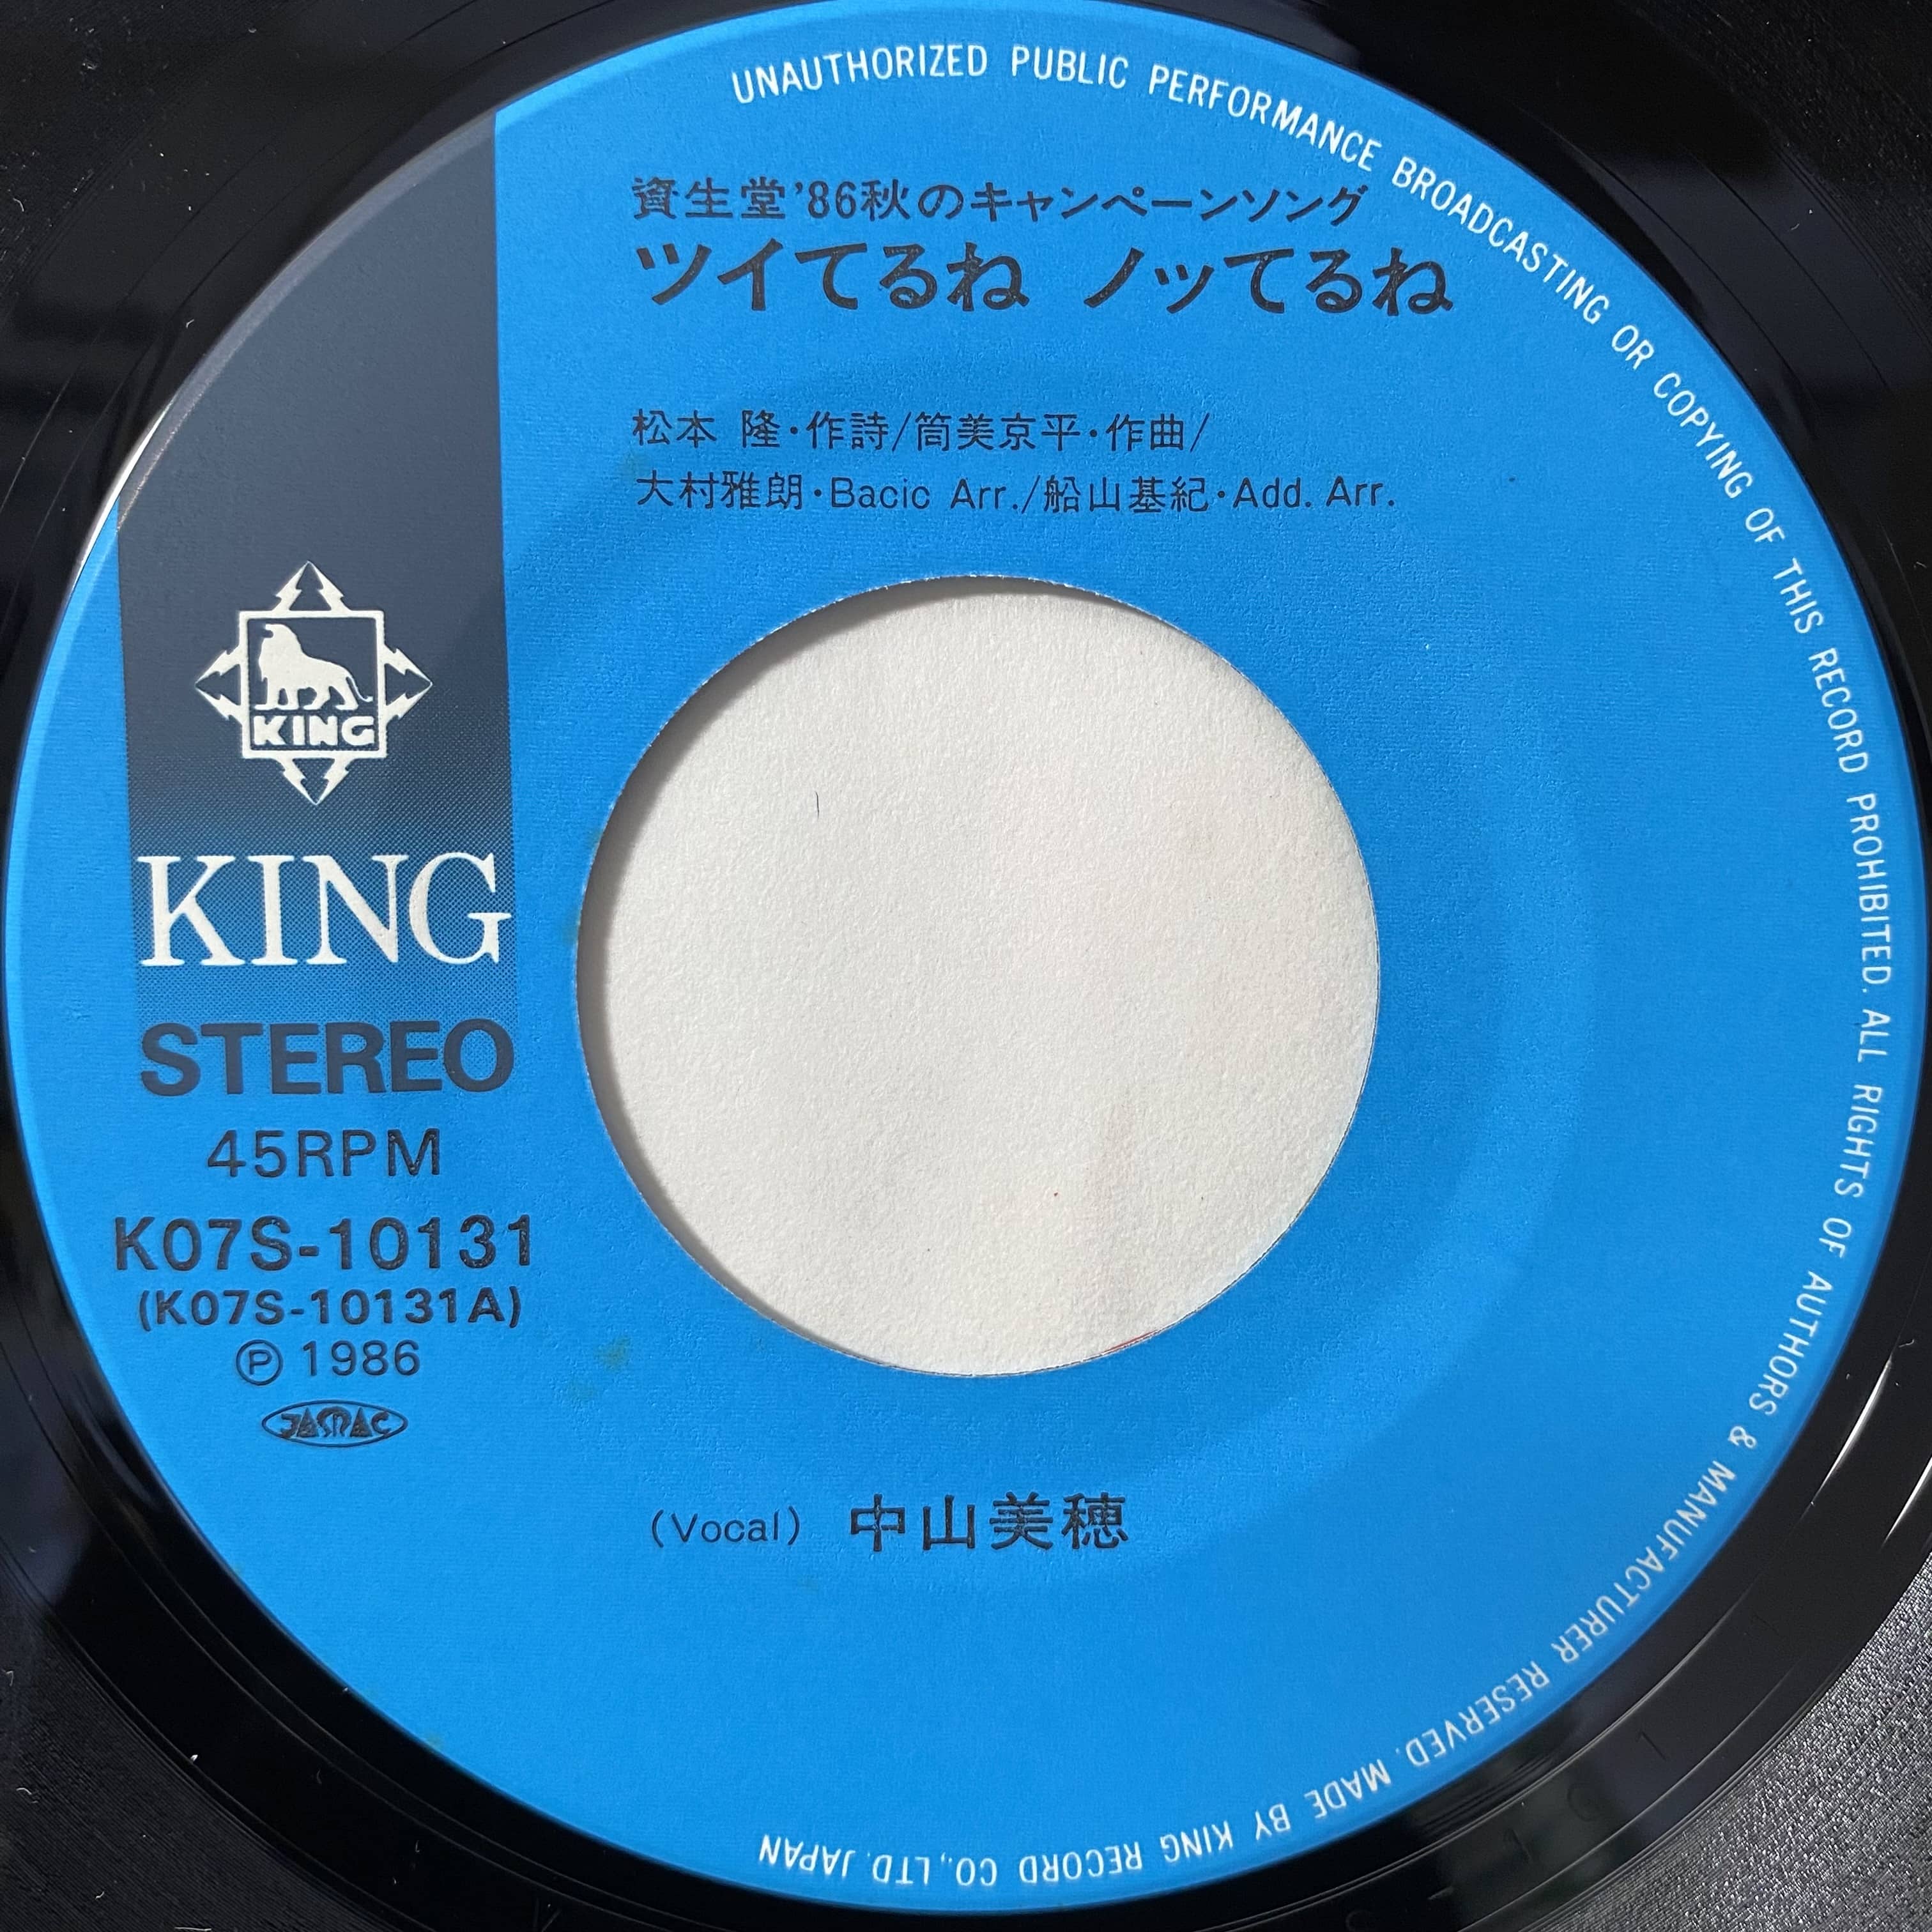 資生堂'86秋のキャンペーンソング
ツイてるね ノッてるね
松本 隆・作詩/筒美京平・作曲/
大村雅朗・Bacic Arr./船山基紀・Add. Arr.
KING
KING
STEREO
45RPM
K07S-10131
(K07S-10131A)
Ⓟ 1986
JASRAC
(Vocal) 中山美穂
UNAUTHORIZED PUBLIC PERFORMANCE BROADCASTING OR COPYING OF THIS RECORD PROHIBITED. ALL RIGHTS OF AUTHORS & MANUFACTURER RESERVED. MADE BY KING RECORD CO., LTD. JAPAN